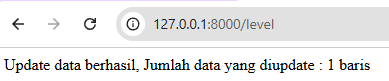 127.0.0.1:8000/level
Update data berhasil, Jumlah data yang diupdate : 1 baris